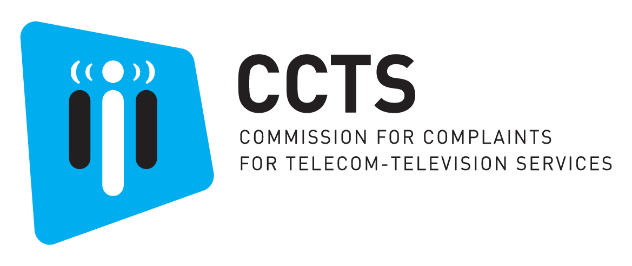 CCTS
COMMISSION FOR COMPLAINTS
FOR TELECOM-TELEVISION SERVICES